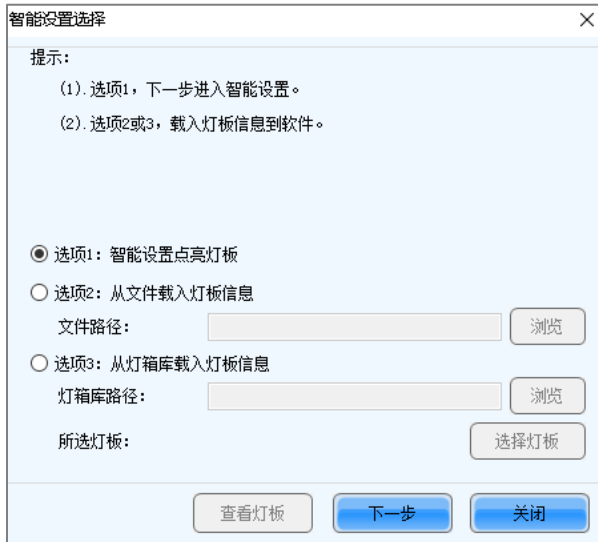 智能设置选择
提示：
(1).选项1，下一步进入智能设置。
(2).选项2或3，载入灯板信息到软件。
选项1：智能设置点亮灯板
选项2：从文件载入灯板信息
文件路径：
浏览
选项3：从灯箱库载入灯板信息
灯箱库路径：
浏览
所选灯板：
选择灯板
查看灯板
下一步
关闭